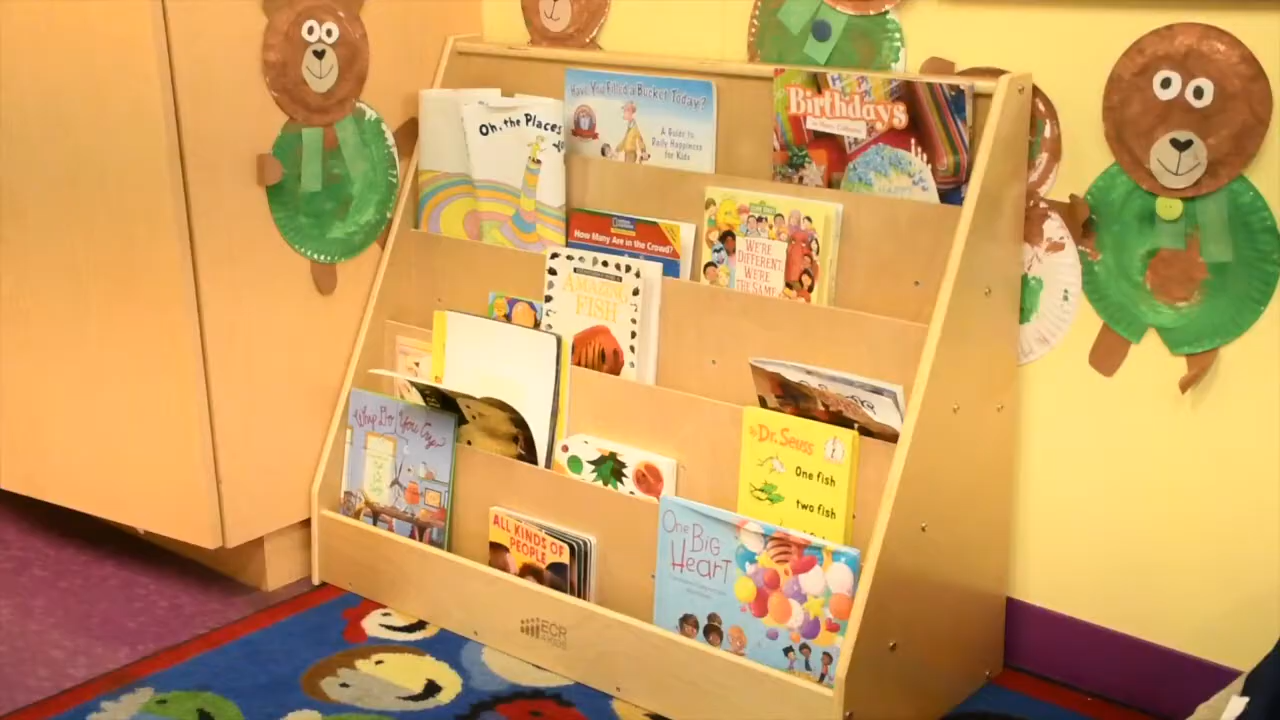 Oh, the Places
Have You Filled a Bucket Today?
A Guide to
Daily Happiness
for Kids
Birthdays
How Many Are in the Crowd?
WE'RE
DIFFERENT,
WE'RE
THE SAME
AMAZING
FISH
Why Do You Cry?
Dr. Seuss
One fish
two fish
ALL KINDS OF
PEOPLE
One
Big
Heart
ECR
4KIDS